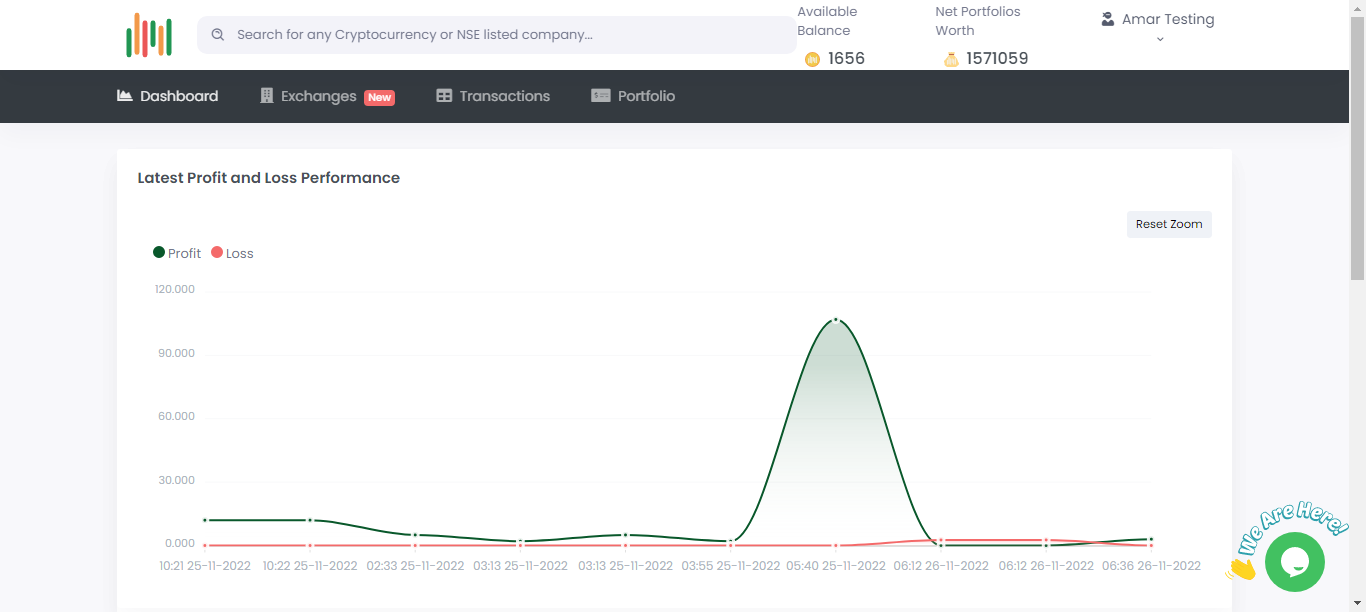 Search for any Cryptocurrency or NSE listed company...
Available
Balance
1656
Net Portfolios
Worth
1571059
Amar Testing
Dashboard
Exchanges New
Transactions
Portfolio
Latest Profit and Loss Performance
Reset Zoom
Profit Loss
120.000
90.000
60.000
30.000
0.000
10:21 25-11-2022 10:22 25-11-2022 02:33 25-11-2022 03:13 25-11-2022 03:13 25-11-2022 03:55 25-11-2022 05:40 25-11-2022 06:12 26-11-2022 06:12 26-11-2022 06:36 26-11-2022
We Are Here!